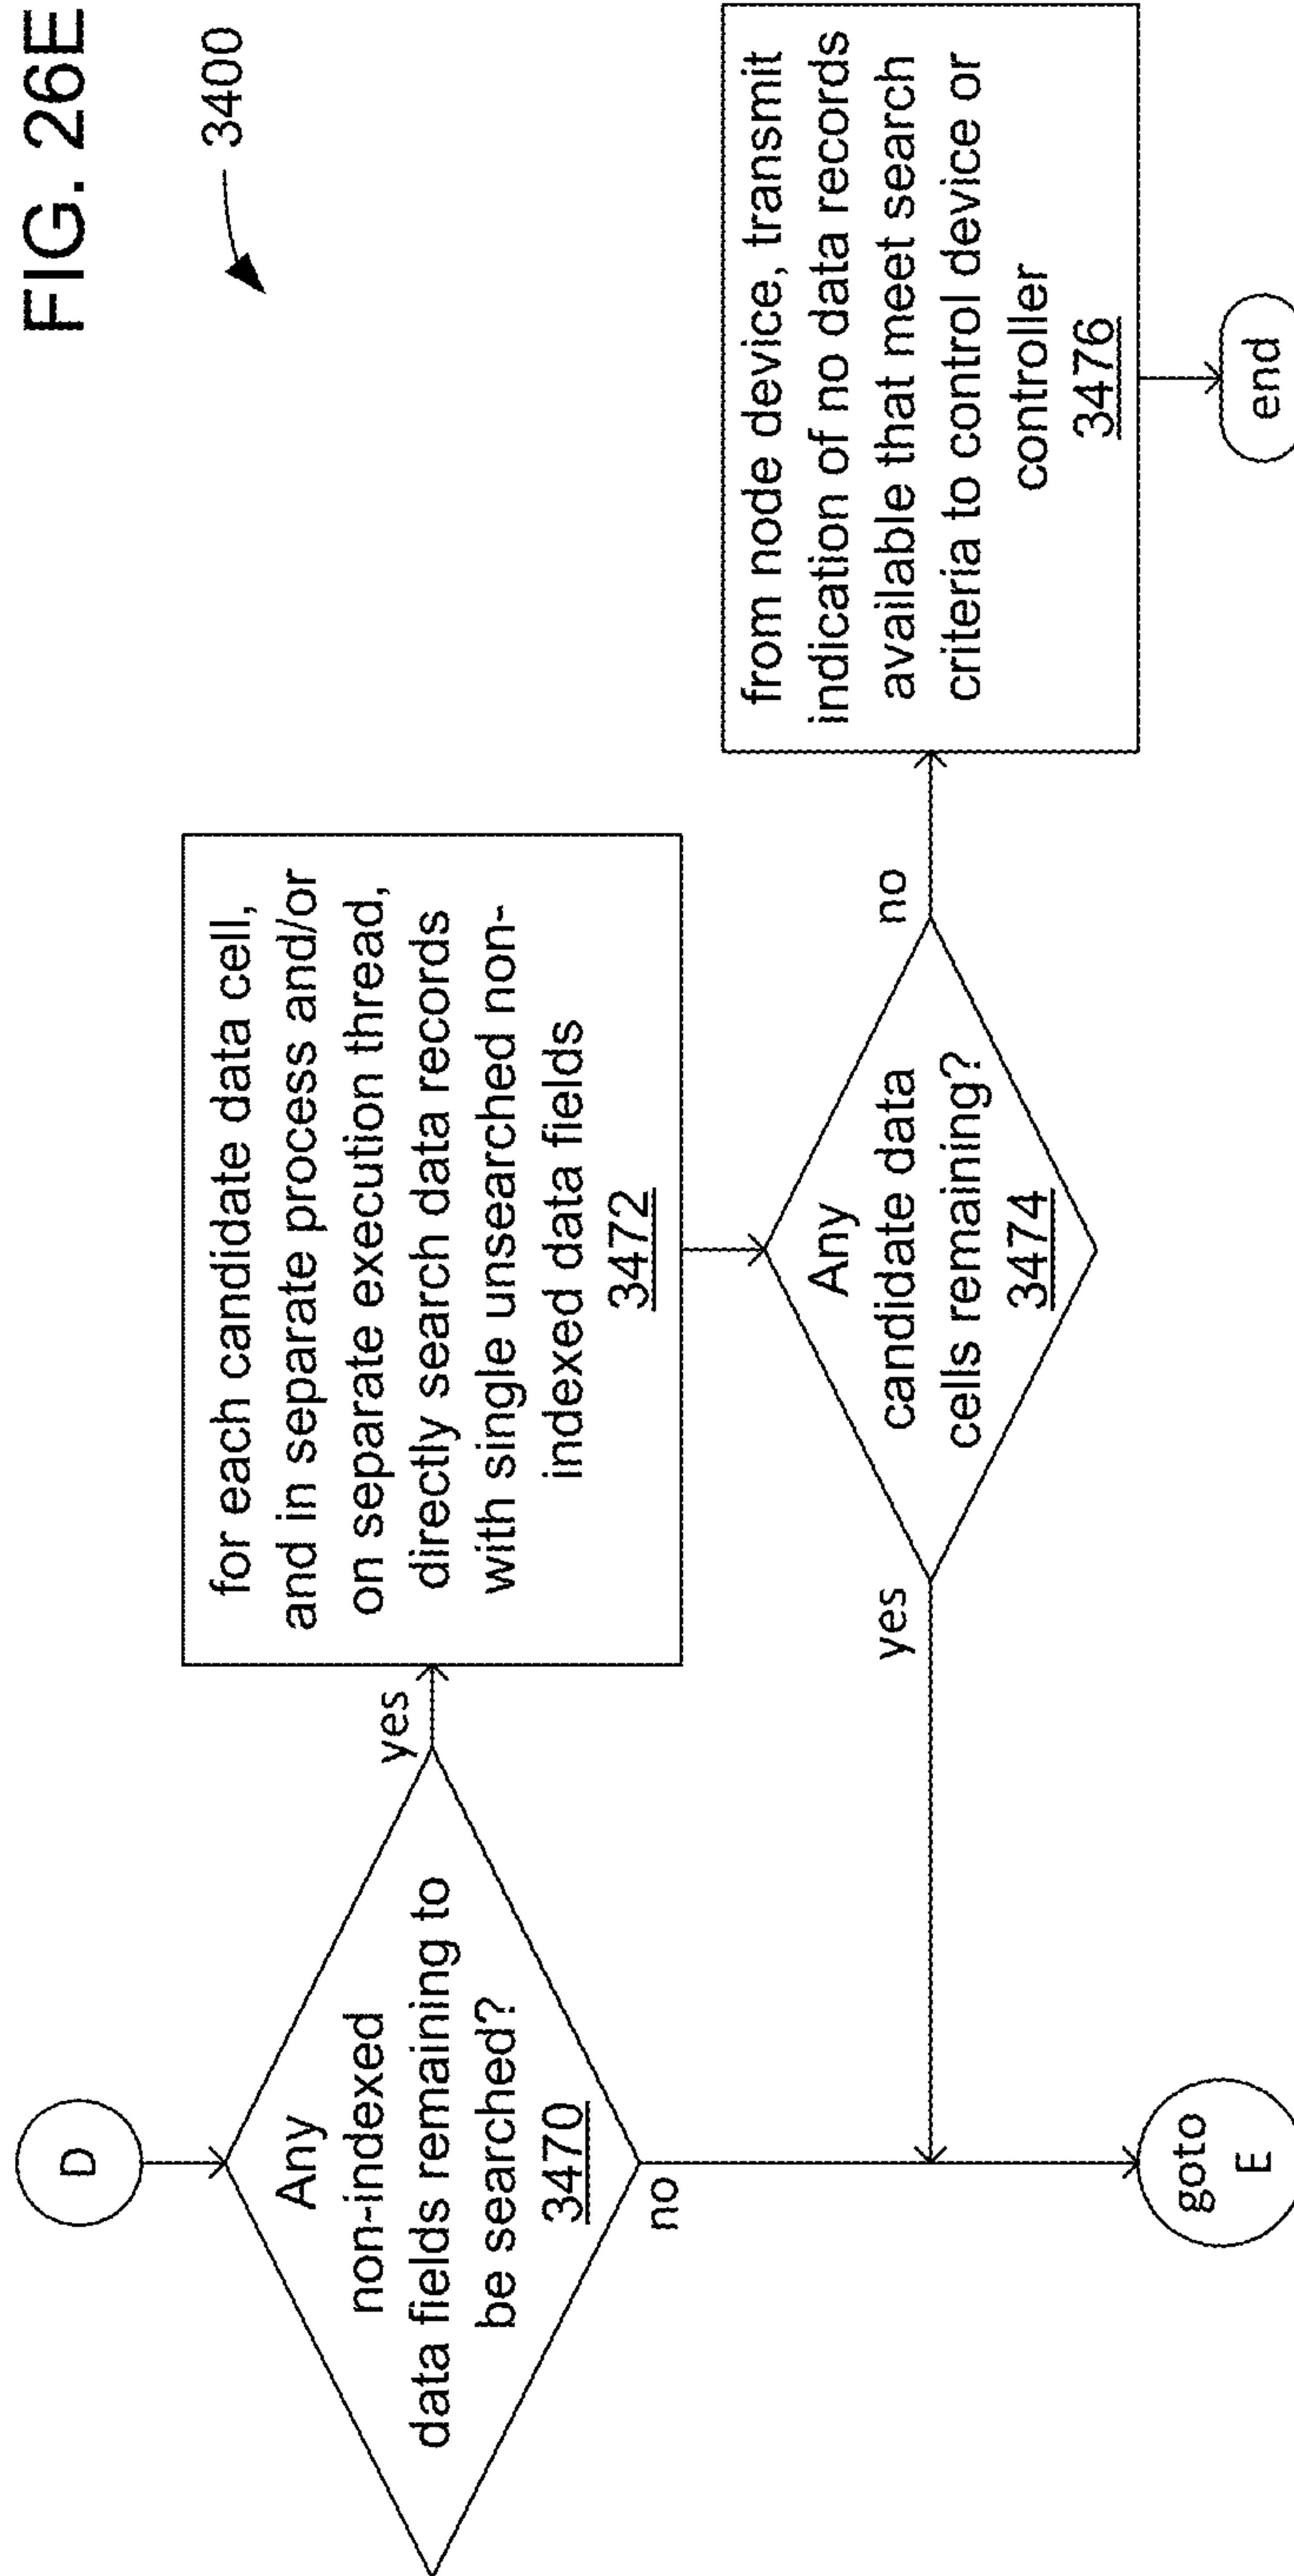 FIG. 26E
3400
D
Any
non-indexed
data fields remaining to
be searched?
3470
yes
no
for each candidate data cell,
and in separate process and/or
on separate execution thread,
directly search data records
with single unsearched non-
indexed data fields
3472
Any
candidate data
cells remaining?
3474
yes
no
from node device, transmit
indication of no data records
available that meet search
criteria to control device or
controller
3476
end
goto
E